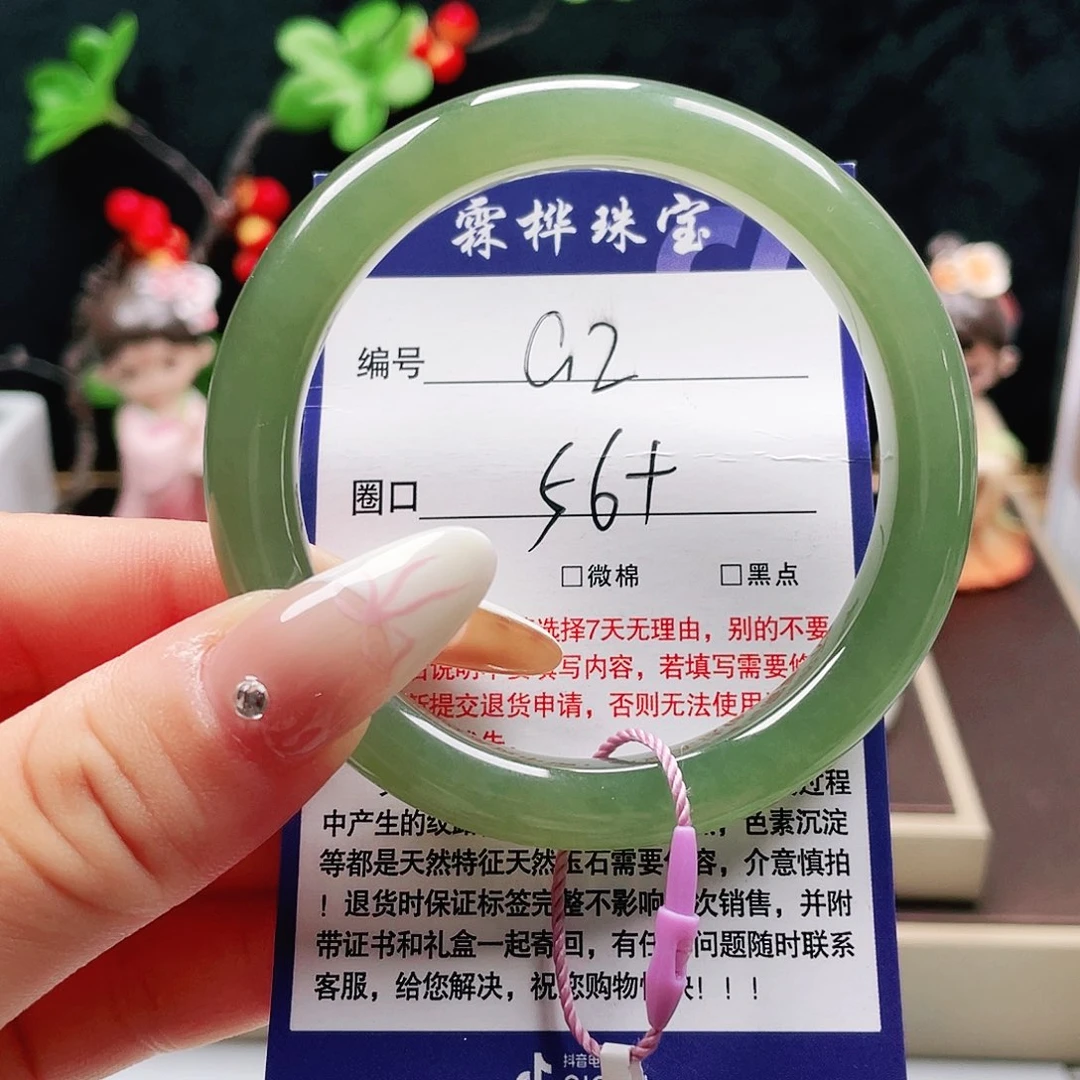 霖桦珠宝
编号 G2
圈口 56+
□微棉 □黑点
选择7天无理由，别的不要
写内容，若填写需要
提交退货申请，否则无法使用
过程
中产生的纹 ，色素沉淀
等都是天然特征天然玉石需要 容，介意慎拍
！退货时保证标签完整不影响 次销售，并附
带证书和礼盒一起寄回，有任 问题随时联系
客服，给您解决，祝您购物 ！！！
抖音电